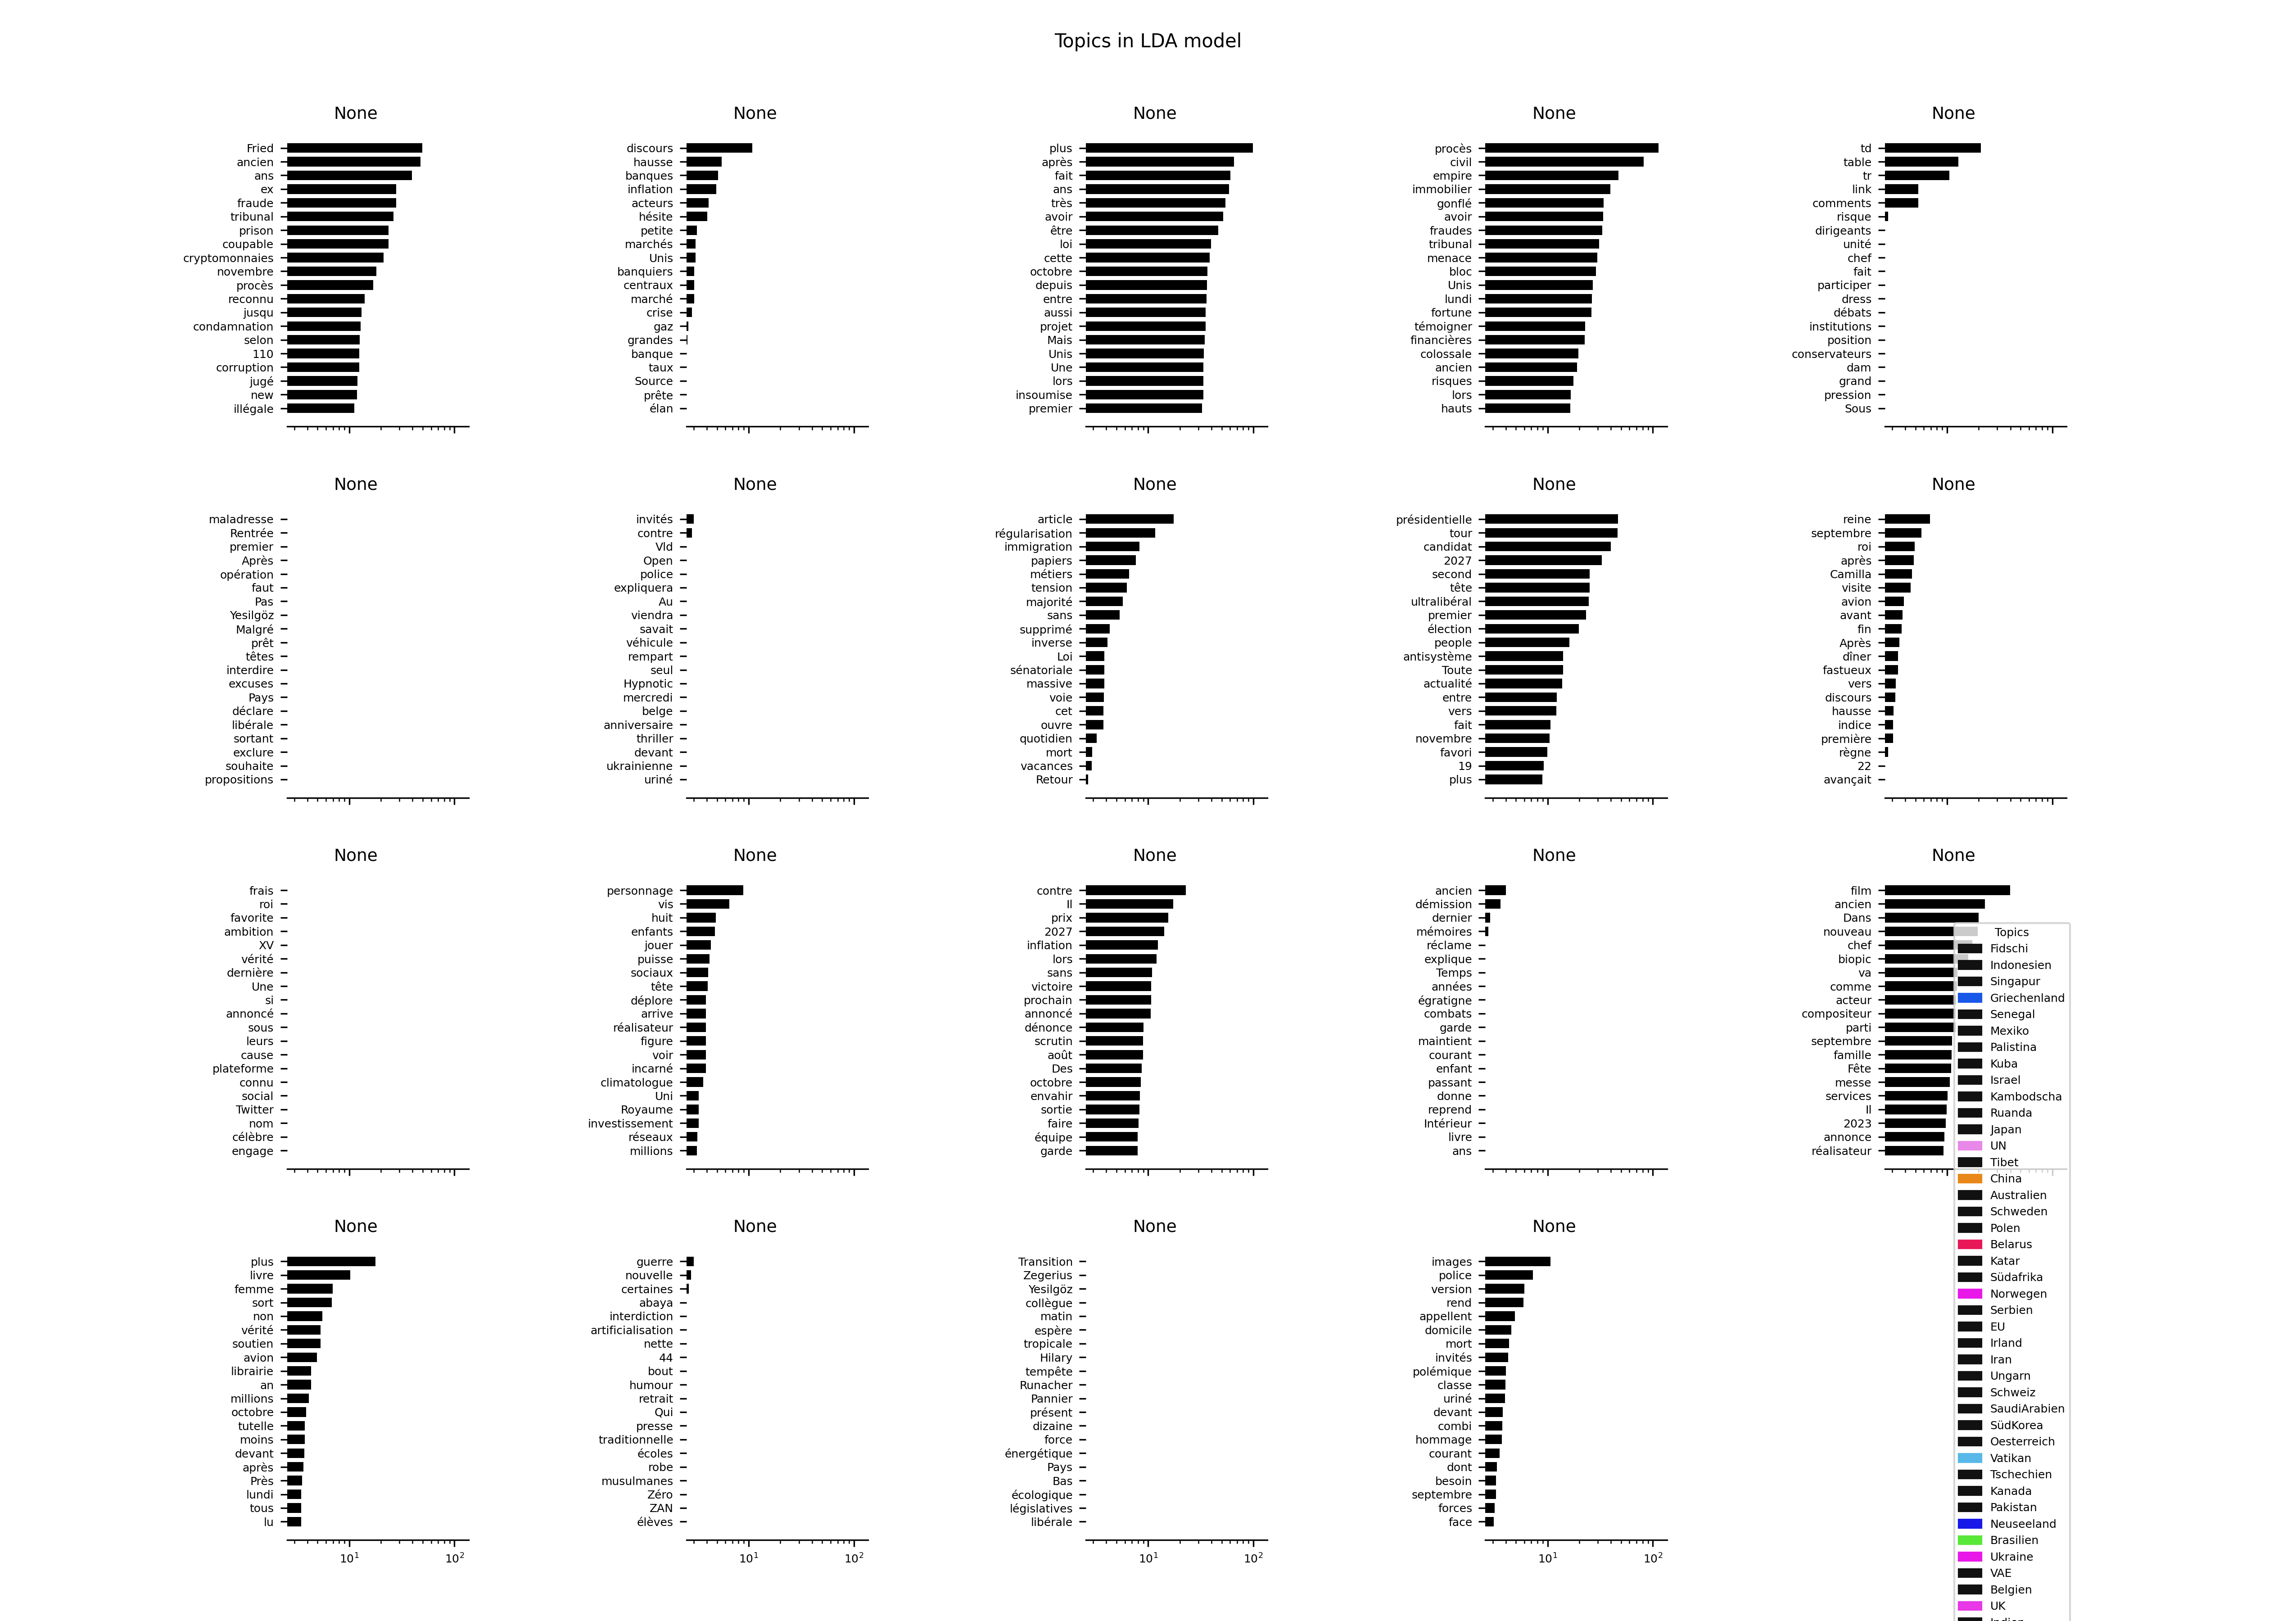 Topics in LDA model
None
Fried
ancien
ans
ex
fraude
tribunal
prison
coupable
cryptomonnaies
novembre
procès
reconnu
jusqu
condamnation
selon
110
corruption
jugé
new
illégale
None
discours
hausse
banques
inflation
acteurs
hésite
petite
marchés
Unis
banquiers
centraux
marché
crise
gaz
grandes
banque
taux
Source
prête
élan
None
plus
après
fait
ans
très
avoir
être
loi
cette
octobre
depuis
entre
aussi
projet
Mais
Unis
Une
lors
insoumise
premier
None
procès
civil
empire
immobilier
gonflé
avoir
fraudes
tribunal
menace
bloc
Unis
lundi
fortune
témoigner
financières
colossale
ancien
risques
lors
hauts
None
td
table
tr
link
comments
risque
dirigeants
unité
chef
fait
participer
dress
débats
institutions
position
conservateurs
dam
grand
pression
Sous
None
maladresse
Rentrée
premier
Après
opération
faut
Pas
Yesilgöz
Malgré
prêt
têtes
interdire
excuses
Pays
déclare
libérale
sortant
exclure
souhaite
propositions
None
invités
contre
Vld
Open
police
expliquera
Au
viendra
savait
véhicule
rempart
seul
Hypnotic
mercredi
belge
anniversaire
thriller
devant
ukrainienne
uriné
None
article
régularisation
immigration
papiers
métiers
tension
majorité
sans
supprimé
inverse
Loi
sénatoriale
massive
voie
cet
ouvre
quotidien
mort
vacances
Retour
None
présidentielle
tour
candidat
2027
second
tête
ultralibéral
premier
élection
people
antisystème
Toute
actualité
entre
vers
fait
novembre
favori
19
plus
None
reine
septembre
roi
après
Camilla
visite
avion
avant
fin
Après
dîner
fastueux
vers
discours
hausse
indice
première
règne
22
avançait
None
frais
roi
favorite
ambition
XV
vérité
dernière
Une
si
annoncé
sous
leurs
cause
plateforme
connu
social
Twitter
nom
célèbre
engage
None
personnage
vis
huit
enfants
jouer
puisse
sociaux
tête
déplore
arrive
réalisateur
figure
voir
incarné
climatologue
Uni
Royaume
investissement
réseaux
millions
None
contre
Il
prix
2027
inflation
lors
sans
victoire
prochain
annoncé
dénonce
scrutin
août
Des
octobre
envahir
sortie
faire
équipe
garde
None
ancien
démission
dernier
mémoires
réclame
explique
Temps
années
égratigne
combats
garde
maintient
courant
enfant
passant
donne
reprend
Intérieur
livre
ans
None
film
ancien
Dans
nouveau
chef
biopic
va
comme
acteur
compositeur
parti
septembre
famille
Fête
messe
services
Il
2023
annonce
réalisateur
None
plus
livre
femme
sort
non
vérité
soutien
avion
librairie
an
millions
octobre
tutelle
moins
devant
après
Près
lundi
tous
lu
10¹ 10²
None
guerre
nouvelle
certaines
abaya
interdiction
artificialisation
nette
44
bout
humour
retrait
Qui
presse
traditionnelle
écoles
robe
musulmanes
Zéro
ZAN
élèves
10¹ 10²
None
Transition
Zegerius
Yesilgöz
collègue
matin
espère
tropicale
Hilary
tempête
Runacher
Pannier
présent
dizaine
force
énergétique
Pays
Bas
écologique
législatives
libérale
10¹ 10²
None
images
police
version
rend
appellent
domicile
mort
invités
polémique
classe
uriné
devant
combi
hommage
courant
dont
besoin
septembre
forces
face
10¹ 10²
Topics
Fidschi
Indonesien
Singapur
Griechenland
Senegal
Mexiko
Palistina
Kuba
Israel
Kambodscha
Ruanda
Japan
UN
Tibet
China
Australien
Schweden
Polen
Belarus
Katar
Südafrika
Norwegen
Serbien
EU
Irland
Iran
Ungarn
Schweiz
SaudiArabien
SüdKorea
Oesterreich
Vatikan
Tschechien
Kanada
Pakistan
Neuseeland
Brasilien
Ukraine
VAE
Belgien
UK